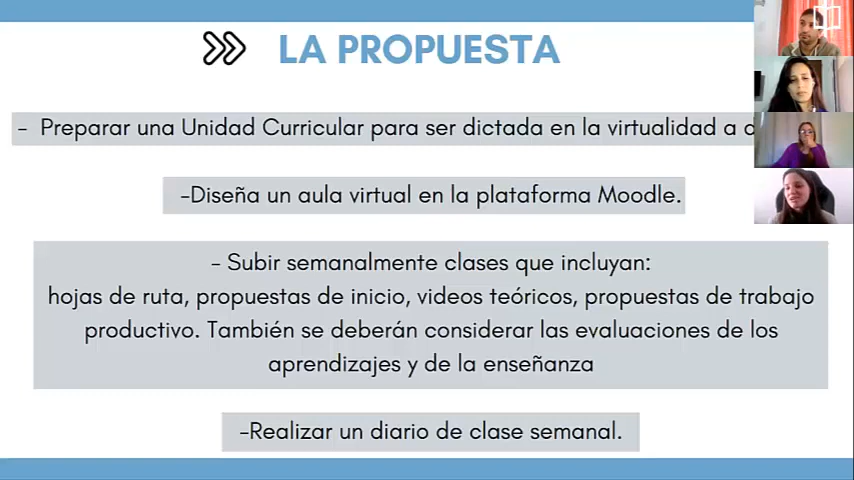 LA PROPUESTA
- Preparar una Unidad Curricular para ser dictada en la virtualidad a
-Diseña un aula virtual en la plataforma Moodle.
- Subir semanalmente clases que incluyan:
hojas de ruta, propuestas de inicio, videos teóricos, propuestas de trabajo
productivo. También se deberán considerar las evaluaciones de los
aprendizajes y de la enseñanza
-Realizar un diario de clase semanal.